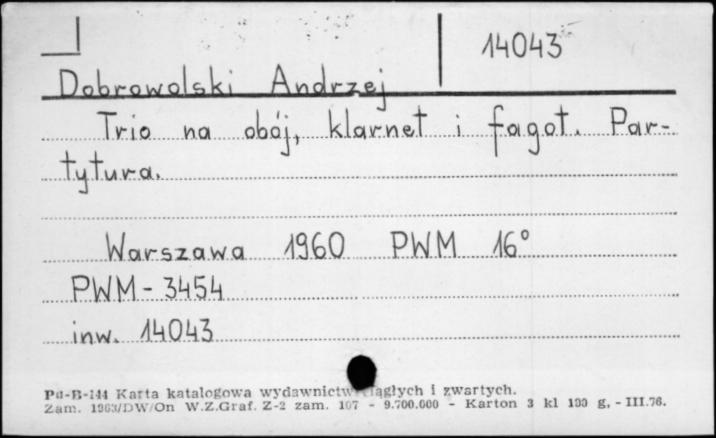 14043
Dobrowolski Andrzej
Trio na obój, klarnet i fagot. Par-
tytura.
Warszawa 1960 PWM 16°
PWM - 3454
inw. 14043
Pu-B-144 Karta katalogowa wydawnictw ciągłych i zwartych.
Zam. 1963/DW/On W.Z.Graf. Z-2 zam. 107 - 9.700.000 - Karton 3 kl 190 g, - III.76.